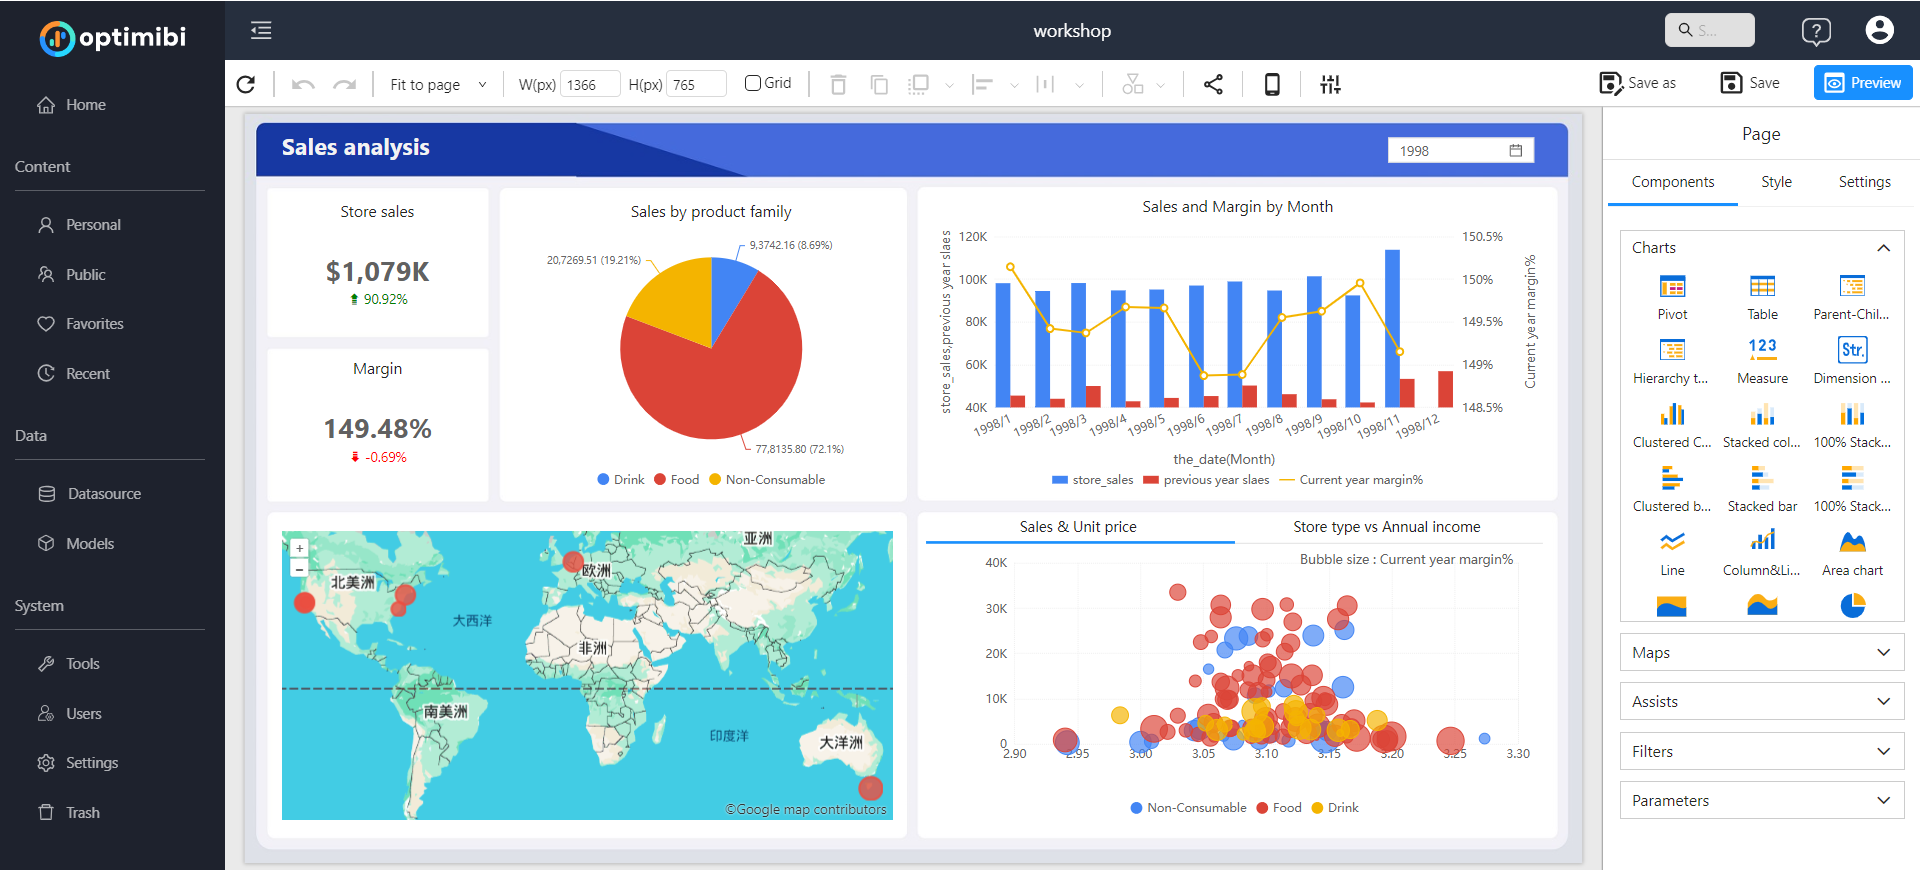 optimibi
workshop
S...
?
Home
Content
Personal
Public
Favorites
Recent
Data
Datasource
Models
System
Tools
Users
Settings
Trash
Fit to page
W(px) 1366 H(px) 765
Grid
Save as
Save
Preview
Sales analysis
1998
Store sales
$1,079K
90.92%
Margin
149.48%
-0.69%
Sales by product family
9,3742.16 (8.69%)
20,7269.51 (19.21%)
77,8135.80 (72.1%)
Drink Food Non-Consumable
Sales and Margin by Month
store_sales,previous year slaes
120K
100K
80K
60K
40K
150.5%
150%
149.5%
149%
148.5%
Current year margin%
1998/1 1998/2 1998/3 1998/4 1998/5 1998/6 1998/7 1998/8 1998/9 1998/10 1998/11 1998/12
the_date(Month)
store_sales previous year slaes Current year margin%
+
−
亚洲
北美洲
欧洲
大西洋
非洲
南美洲
印度洋
大洋洲
©Google map contributors
Sales & Unit price
Store type vs Annual income
Bubble size : Current year margin%
40K
30K
20K
10K
0
2.90 2.95 3.00 3.05 3.10 3.15 3.20 3.25 3.30
Non-Consumable Food Drink
Page
Components Style Settings
Charts
Pivot Table Parent-Chil...
123 Str.
Hierarchy t... Measure Dimension ...
Clustered C... Stacked col... 100% Stack...
Clustered b... Stacked bar 100% Stack...
Line Column&Li... Area chart
Maps
Assists
Filters
Parameters